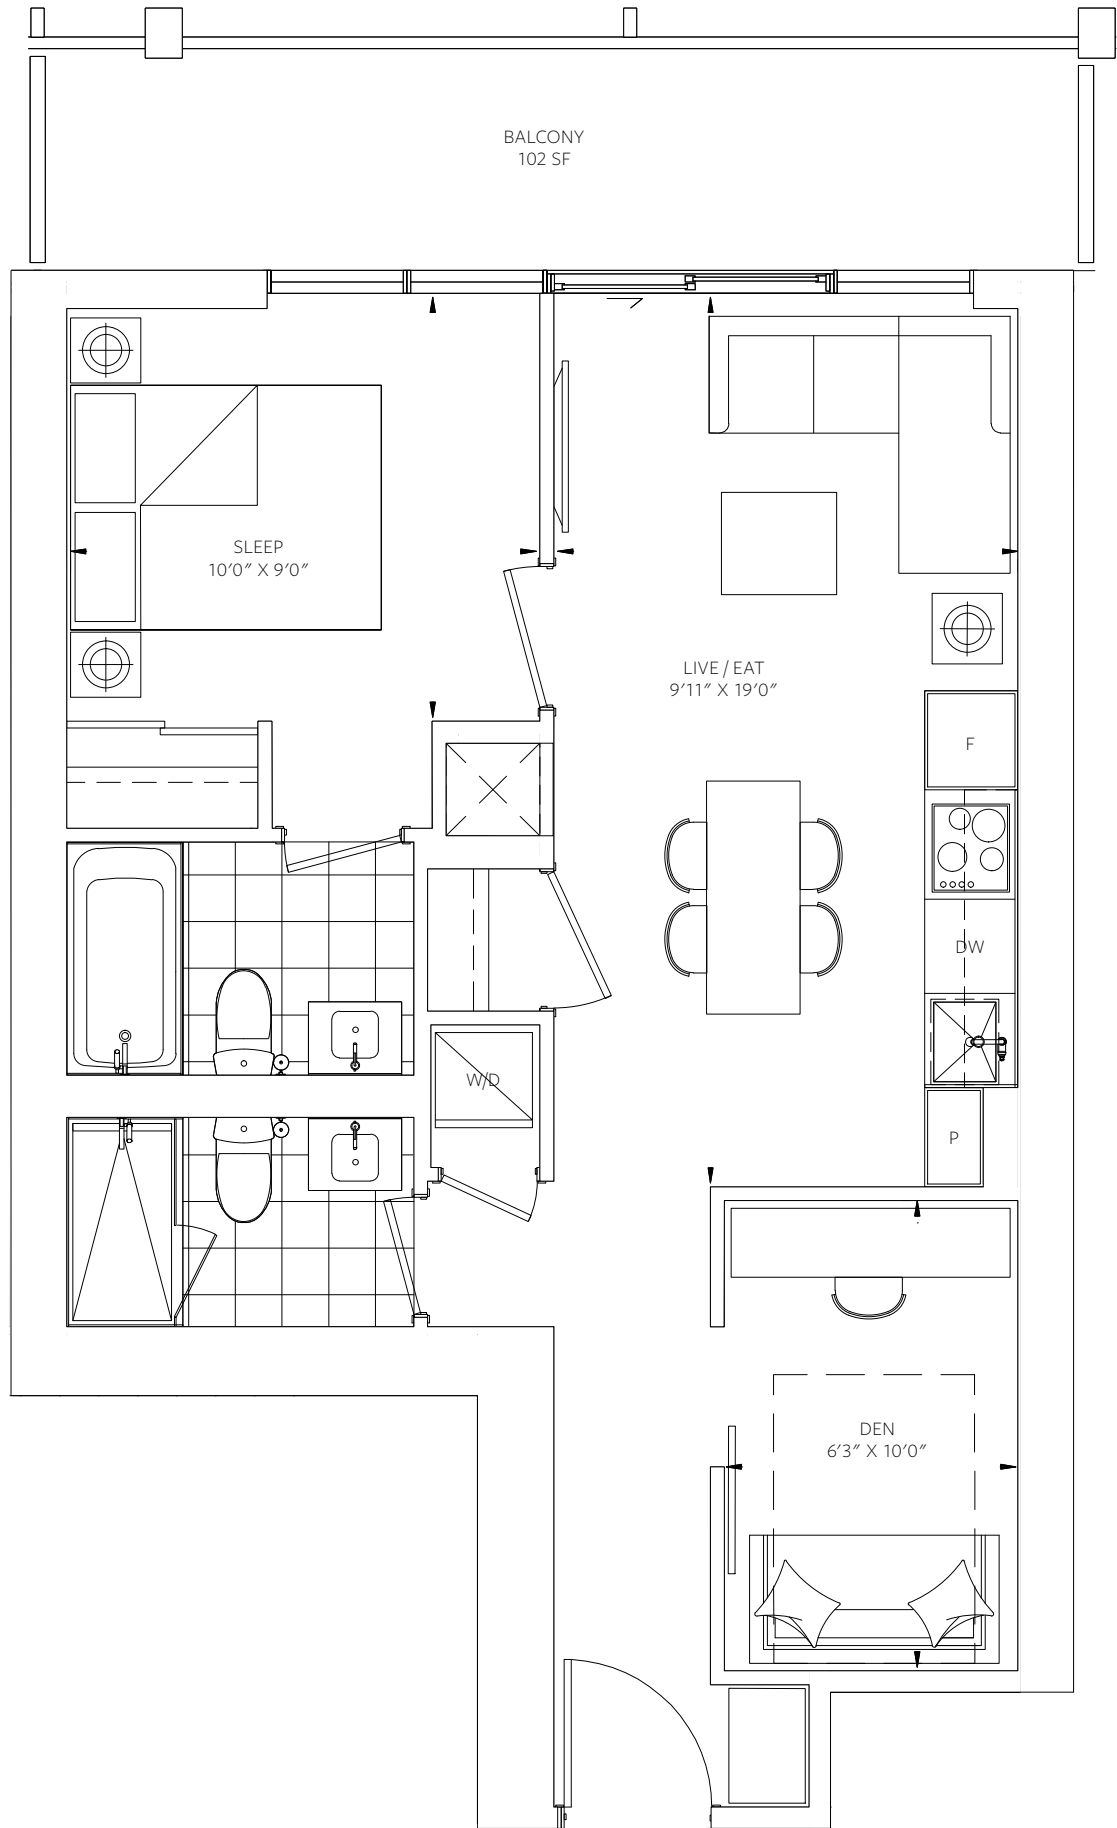 BALCONY
102 SF
SLEEP
10'0" X 9'0"
LIVE / EAT
9'11" X 19'0"
F
DW
W/D
P
DEN
6'3" X 10'0"